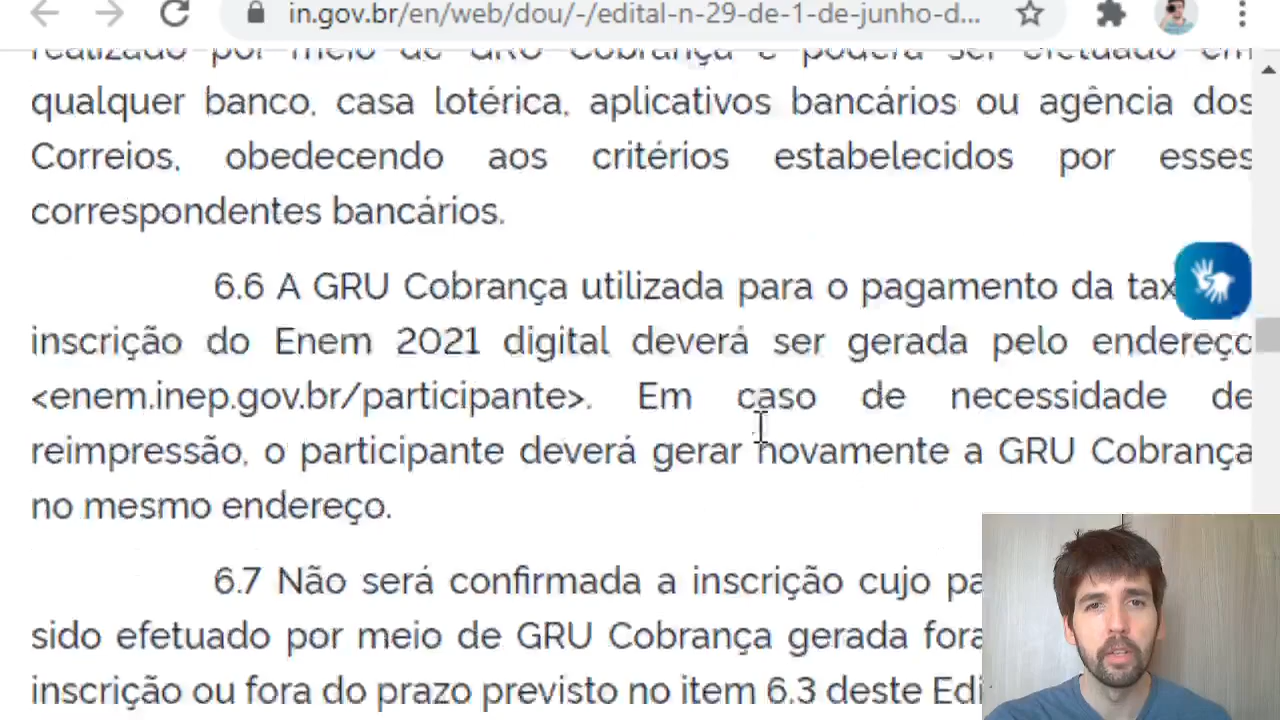 in.gov.br/en/web/dou/-/edital-n-29-de-1-de-junho-d...
realizado por meio de GRU Cobrança e poderá ser efetuado em
qualquer banco, casa lotérica, aplicativos bancários ou agência dos
Correios, obedecendo aos critérios estabelecidos por esses
correspondentes bancários.
6.6 A GRU Cobrança utilizada para o pagamento da
inscrição do Enem 2021 digital deverá ser gerada pelo endereço
<enem.inep.gov.br/participante>. Em caso de necessidade de
reimpressão, o participante deverá gerar novamente a GRU Cobrança
no mesmo endereço.
6.7 Não será confirmada a inscrição cujo
sido efetuado por meio de GRU Cobrança gerada
inscrição ou fora do prazo previsto no item 6.3 deste